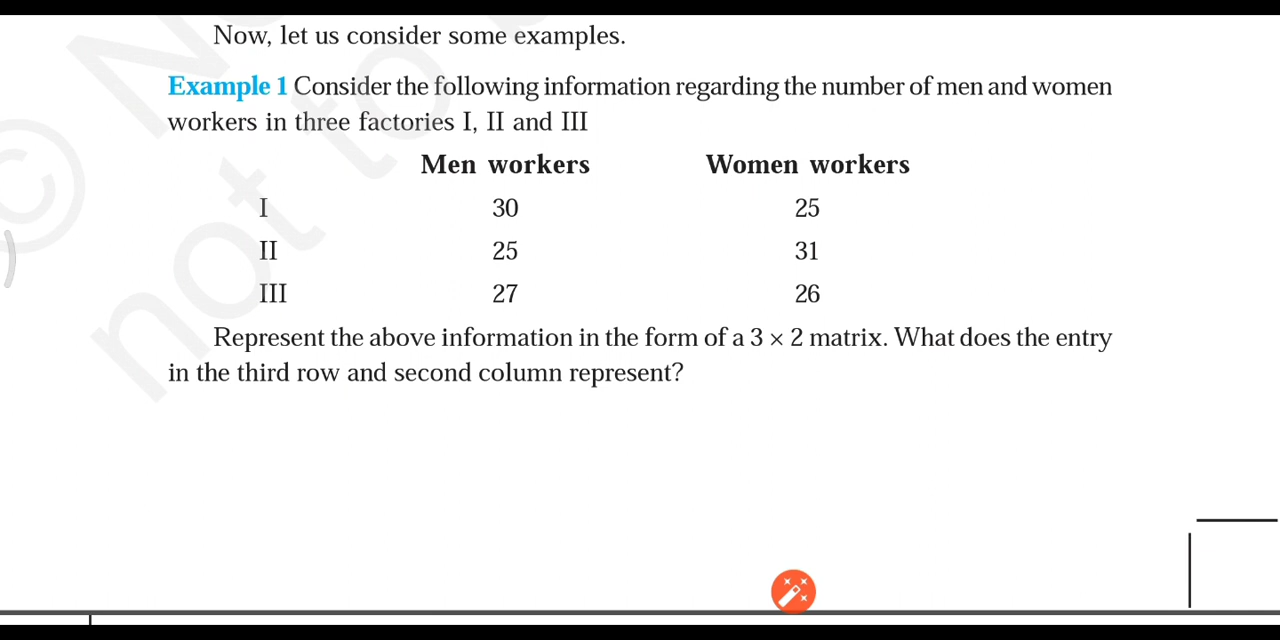 Now, let us consider some examples.
Example 1 Consider the following information regarding the number of men and women
workers in three factories I, II and III
Men workers Women workers
I 30 25
II 25 31
III 27 26
Represent the above information in the form of a 3 × 2 matrix. What does the entry
in the third row and second column represent?
© N
not to